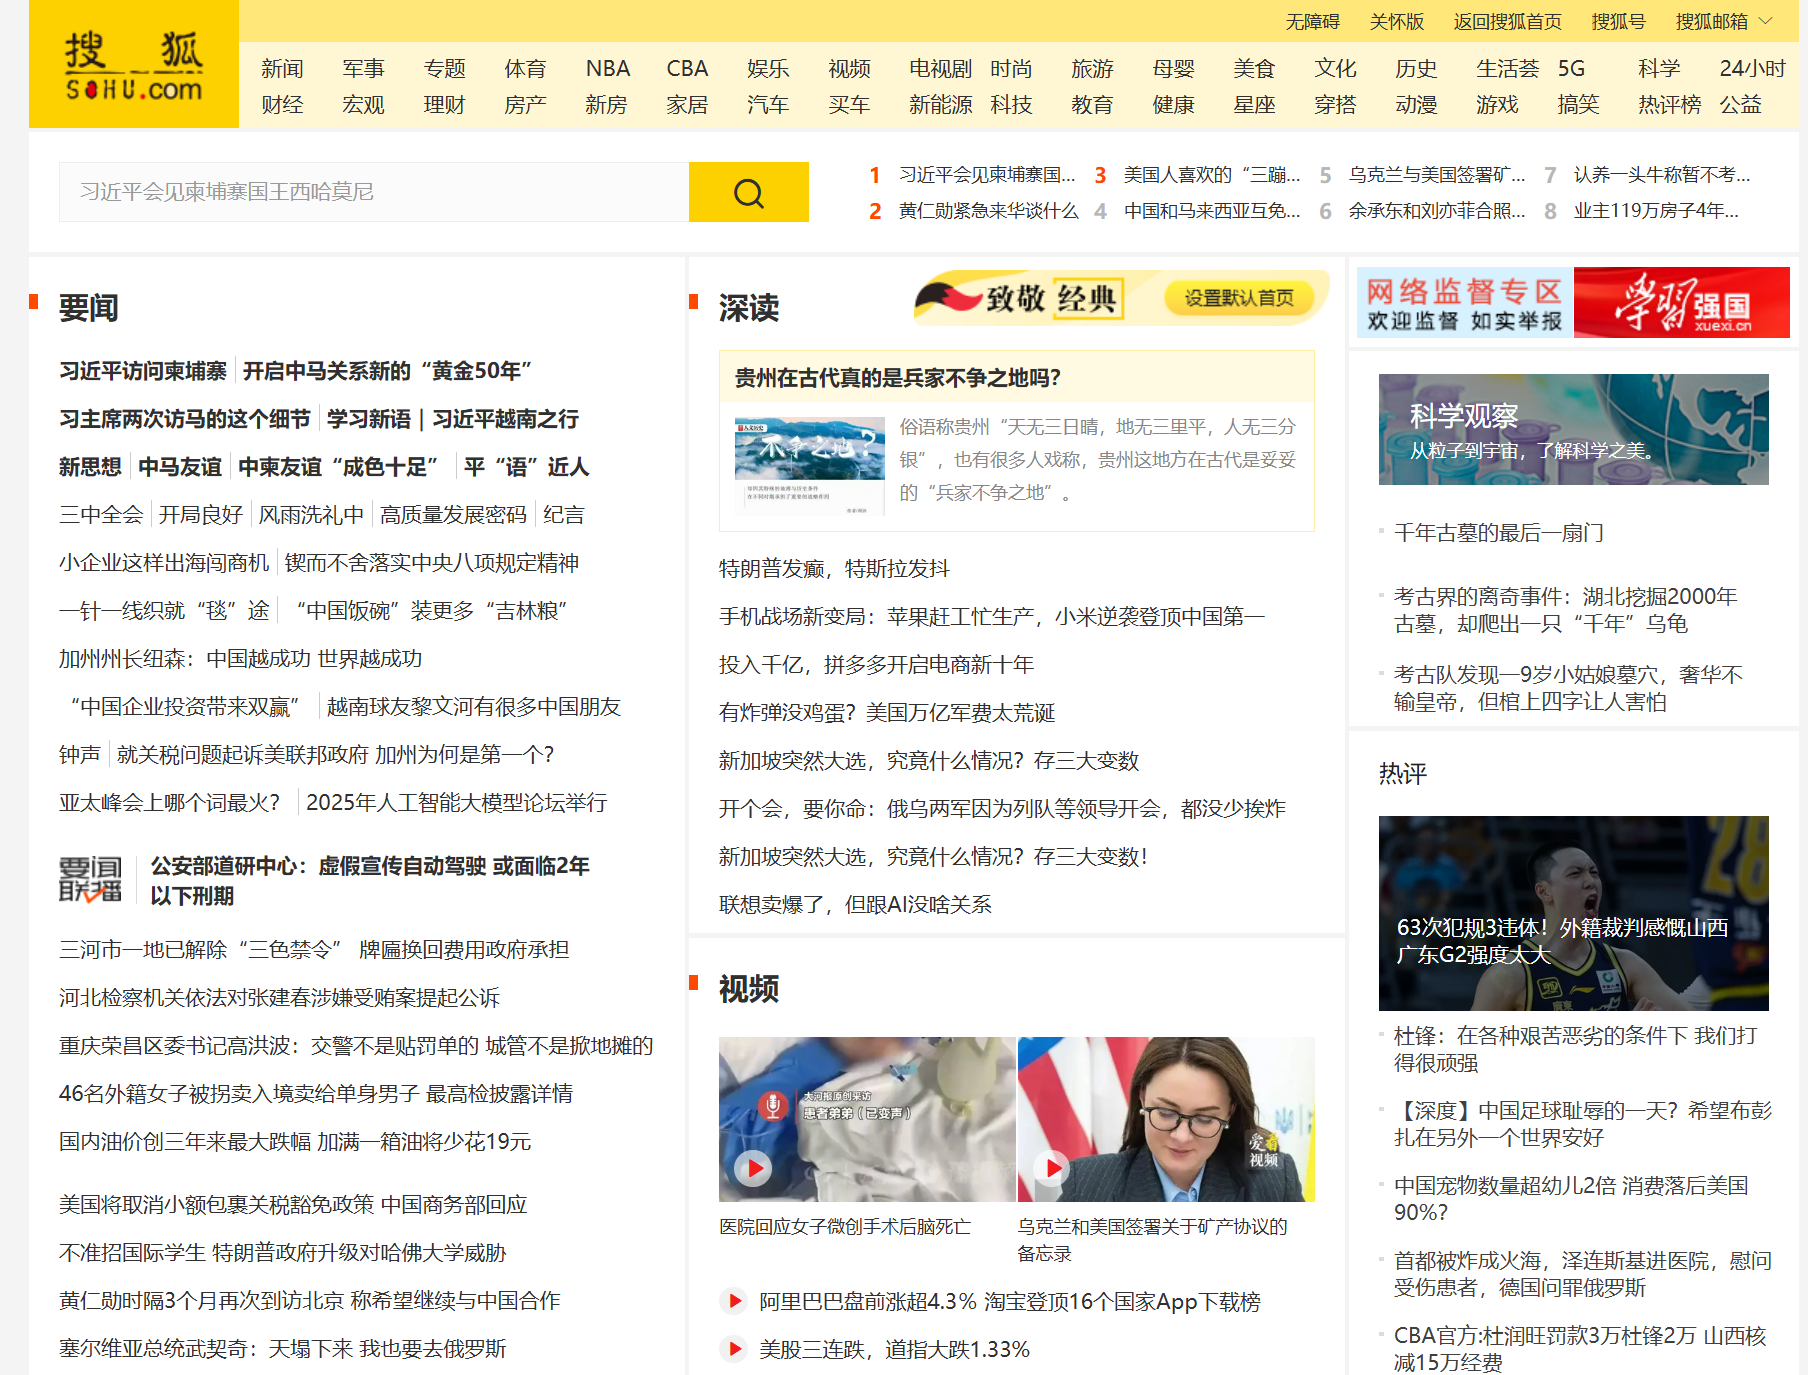 无障碍 关怀版 返回搜狐首页 搜狐号 搜狐邮箱
搜狐
SOHU.com
新闻 军事 专题 体育 NBA CBA 娱乐 视频 电视剧 时尚 旅游 母婴 美食 文化 历史 生活荟 5G 科学 24小时
财经 宏观 理财 房产 新房 家居 汽车 买车 新能源 科技 教育 健康 星座 穿搭 动漫 游戏 搞笑 热评榜 公益
习近平会见柬埔寨国王西哈莫尼
1 习近平会见柬埔寨国... 3 美国人喜欢的“三蹦... 5 乌克兰与美国签署矿... 7 认养一头牛称暂不考...
2 黄仁勋紧急来华谈什么 4 中国和马来西亚互免... 6 余承东和刘亦菲合照... 8 业主119万房子4年...
要闻
习近平访问柬埔寨 开启中马关系新的“黄金50年”
习主席两次访马的这个细节 学习新语 | 习近平越南之行
新思想 中马友谊 中柬友谊“成色十足” 平“语”近人
三中全会 开局良好 风雨洗礼中 高质量发展密码 纪言
小企业这样出海闯商机 锲而不舍落实中央八项规定精神
一针一线织就“毯”途 “中国饭碗”装更多“吉林粮”
加州州长纽森：中国越成功 世界越成功
“中国企业投资带来双赢” 越南球友黎文河有很多中国朋友
钟声 就关税问题起诉美联邦政府 加州为何是第一个？
亚太峰会上哪个词最火？ 2025年人工智能大模型论坛举行
要闻
联播
公安部道研中心：虚假宣传自动驾驶 或面临2年
以下刑期
三河市一地已解除“三色禁令” 牌匾换回费用政府承担
河北检察机关依法对张建春涉嫌受贿案提起公诉
重庆荣昌区委书记高洪波：交警不是贴罚单的 城管不是掀地摊的
46名外籍女子被拐卖入境卖给单身男子 最高检披露详情
国内油价创三年来最大跌幅 加满一箱油将少花19元
美国将取消小额包裹关税豁免政策 中国商务部回应
不准招国际学生 特朗普政府升级对哈佛大学威胁
黄仁勋时隔3个月再次到访北京 称希望继续与中国合作
塞尔维亚总统武契奇：天塌下来 我也要去俄罗斯
深读
致敬 经典 设置默认首页
贵州在古代真的是兵家不争之地吗？
人文历史
不争之地？
俗语称贵州“天无三日晴，地无三里平，人无三分
银”，也有很多人戏称，贵州这地方在古代是妥妥
的“兵家不争之地”。
特朗普发癫，特斯拉发抖
手机战场新变局：苹果赶工忙生产，小米逆袭登顶中国第一
投入千亿，拼多多开启电商新十年
有炸弹没鸡蛋？美国万亿军费太荒诞
新加坡突然大选，究竟什么情况？存三大变数
开个会，要你命：俄乌两军因为列队等领导开会，都没少挨炸
新加坡突然大选，究竟什么情况？存三大变数！
联想卖爆了，但跟AI没啥关系
视频
大河报原创采访
患者弟弟（已变声）
爱看
视频
医院回应女子微创手术后脑死亡
乌克兰和美国签署关于矿产协议的
备忘录
阿里巴巴盘前涨超4.3% 淘宝登顶16个国家App下载榜
美股三连跌，道指大跌1.33%
网络监督专区
欢迎监督 如实举报
学习强国
xuexi.cn
科学观察
从粒子到宇宙，了解科学之美。
千年古墓的最后一扇门
考古界的离奇事件：湖北挖掘2000年
古墓，却爬出一只“千年”乌龟
考古队发现一9岁小姑娘墓穴，奢华不
输皇帝，但棺上四字让人害怕
热评
63次犯规3违体！外籍裁判感慨山西
广东G2强度太大
杜锋：在各种艰苦恶劣的条件下 我们打
得很顽强
【深度】中国足球耻辱的一天？希望布彭
扎在另外一个世界安好
中国宠物数量超幼儿2倍 消费落后美国
90%？
首都被炸成火海，泽连斯基进医院，慰问
受伤患者，德国问罪俄罗斯
CBA官方:杜润旺罚款3万杜锋2万 山西核
减15万经费